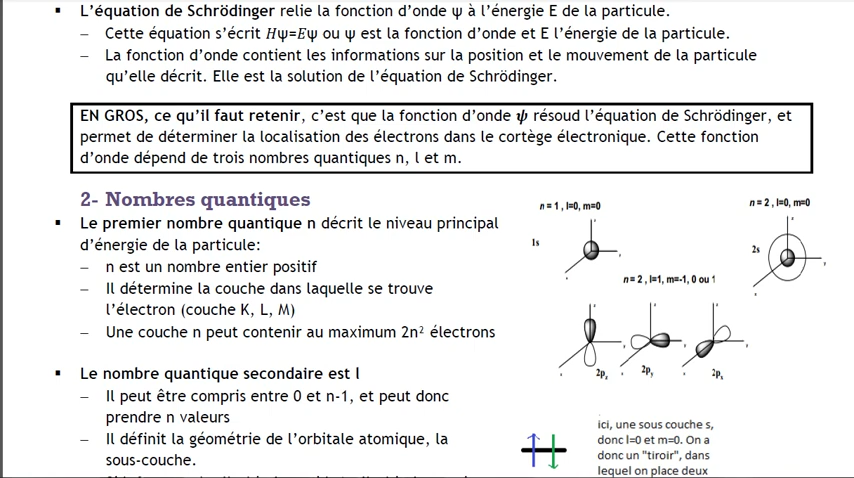 ▪ L'équation de Schrödinger relie la fonction d'onde ψ à l'énergie E de la particule.
– Cette équation s'écrit Hψ=Eψ ou ψ est la fonction d'onde et E l'énergie de la particule.
– La fonction d'onde contient les informations sur la position et le mouvement de la particule
qu'elle décrit. Elle est la solution de l'équation de Schrödinger.
EN GROS, ce qu'il faut retenir, c'est que la fonction d'onde ψ résoud l'équation de Schrödinger, et
permet de déterminer la localisation des électrons dans le cortège électronique. Cette fonction
d'onde dépend de trois nombres quantiques n, l et m.
2- Nombres quantiques
▪ Le premier nombre quantique n décrit le niveau principal
d'énergie de la particule:
– n est un nombre entier positif
– Il détermine la couche dans laquelle se trouve
l'électron (couche K, L, M)
– Une couche n peut contenir au maximum 2n² électrons
▪ Le nombre quantique secondaire est l
– Il peut être compris entre 0 et n-1, et peut donc
prendre n valeurs
– Il définit la géométrie de l'orbitale atomique, la
sous-couche.
n = 1 , l=0, m=0
1s
n = 2 , l=0, m=0
2s
n = 2 , l=1, m=-1, 0 ou 1
2pz
2py
2px
ici, une sous couche s,
donc l=0 et m=0. On a
donc un "tiroir", dans
lequel on place deux